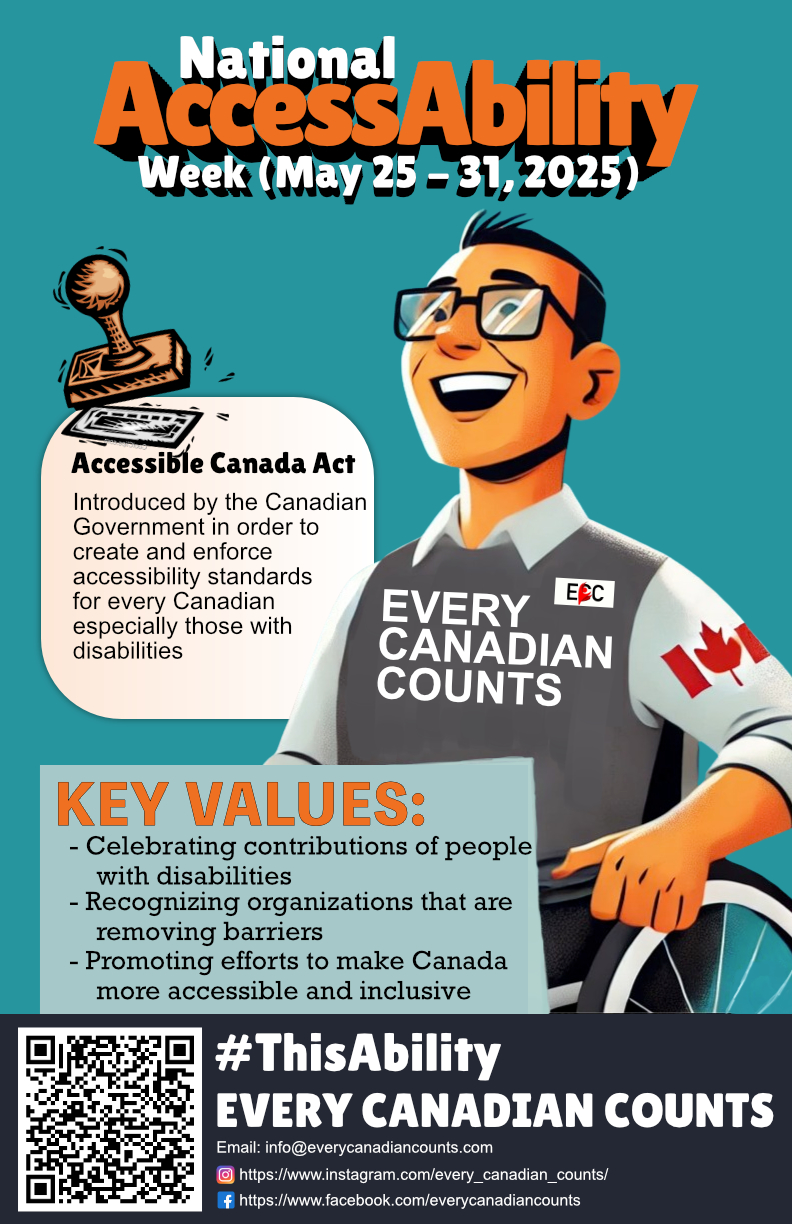 National
AccessAbility
Week (May 25 – 31, 2025)
Accessible Canada Act
Introduced by the Canadian
Government in order to
create and enforce
accessibility standards
for every Canadian
especially those with
disabilities
EVERY
CANADIAN
COUNTS
ECC
KEY VALUES:
- Celebrating contributions of people
with disabilities
- Recognizing organizations that are
removing barriers
- Promoting efforts to make Canada
more accessible and inclusive
#ThisAbility
EVERY CANADIAN COUNTS
Email: info@everycanadiancounts.com
https://www.instagram.com/every_canadian_counts/
https://www.facebook.com/everycanadiancounts